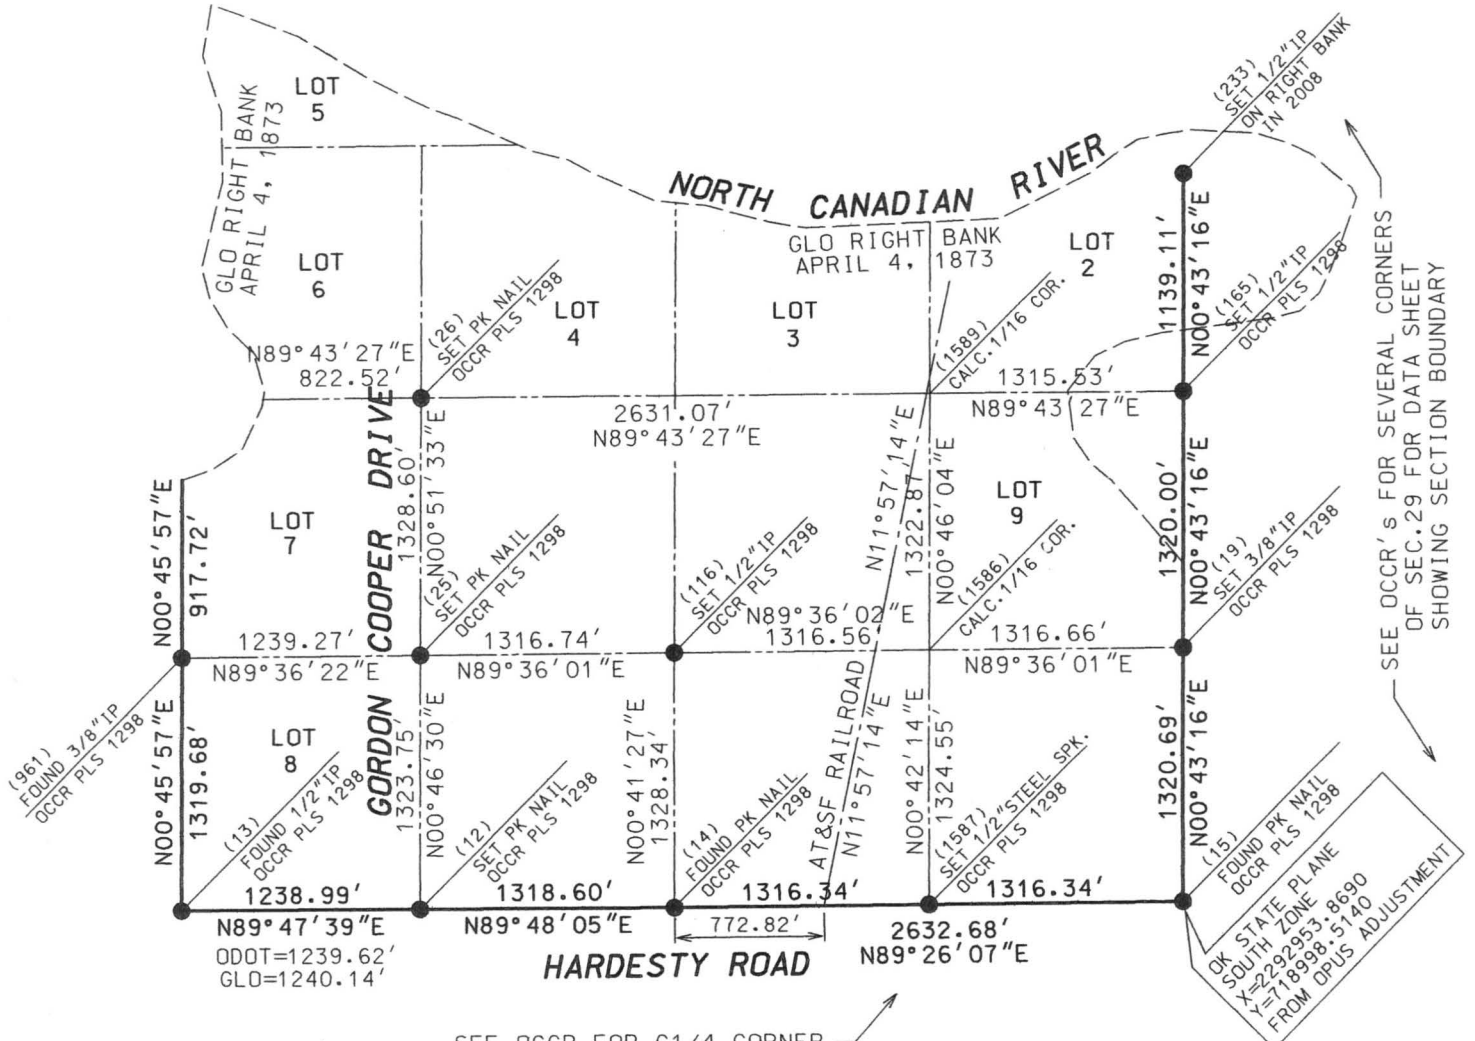 LOT
5
GLO RIGHT BANK
APRIL 4, 1873
NORTH CANADIAN RIVER
GLO RIGHT BANK
APRIL 4, 1873
LOT
2
(233)
SET 1/2"IP
ON RIGHT BANK
IN 2008
1139.11'
N00°43'16"E
LOT
6
LOT
4
LOT
3
(26)
SET PK NAIL
OCCR PLS 1298
(1589)
CALC.1/16 COR.
(165)
SET 1/2"IP
OCCR PLS 1298
N89°43'27"E
822.52'
2631.07'
N89°43'27"E
1315.53'
N89°43'27"E
GORDON COOPER DRIVE
1328.60'
N00°51'33"E
N11°57'14"E
1322.87'
N00°46'04"E
LOT
9
1320.00'
N00°43'16"E
N00°45'57"E
917.72'
LOT
7
(25)
SET PK NAIL
OCCR PLS 1298
(116)
SET 1/2"IP
OCCR PLS 1298
(1586)
CALC.1/16 COR.
(19)
SET 3/8"IP
OCCR PLS 1298
1239.27'
N89°36'22"E
1316.74'
N89°36'01"E
N89°36'02"E
1316.56'
1316.66'
N89°36'01"E
(961)
FOUND 3/8"IP
OCCR PLS 1298
N00°45'57"E
1319.68'
LOT
8
(13)
FOUND 1/2"IP
OCCR PLS 1298
1323.75'
N00°46'30"E
(12)
SET PK NAIL
OCCR PLS 1298
N00°41'27"E
1328.34'
(14)
FOUND PK NAIL
OCCR PLS 1298
AT&SF RAILROAD
N11°57'14"E
N00°42'14"E
1324.55'
(1587)
SET 1/2"STEEL SPK.
OCCR PLS 1298
1320.69'
N00°43'16"E
(15)
FOUND PK NAIL
OCCR PLS 1298
1238.99'
N89°47'39"E
ODOT=1239.62'
GLO=1240.14'
1318.60'
N89°48'05"E
1316.34'
772.82'
1316.34'
2632.68'
N89°26'07"E
HARDESTY ROAD
OK STATE PLANE
SOUTH ZONE
X=2292953.8690
Y=718998.5140
FROM OPUS ADJUSTMENT
SEE OCCR's FOR SEVERAL CORNERS
OF SEC.29 FOR DATA SHEET
SHOWING SECTION BOUNDARY
SEE OCCR FOR C1/4 CORNER